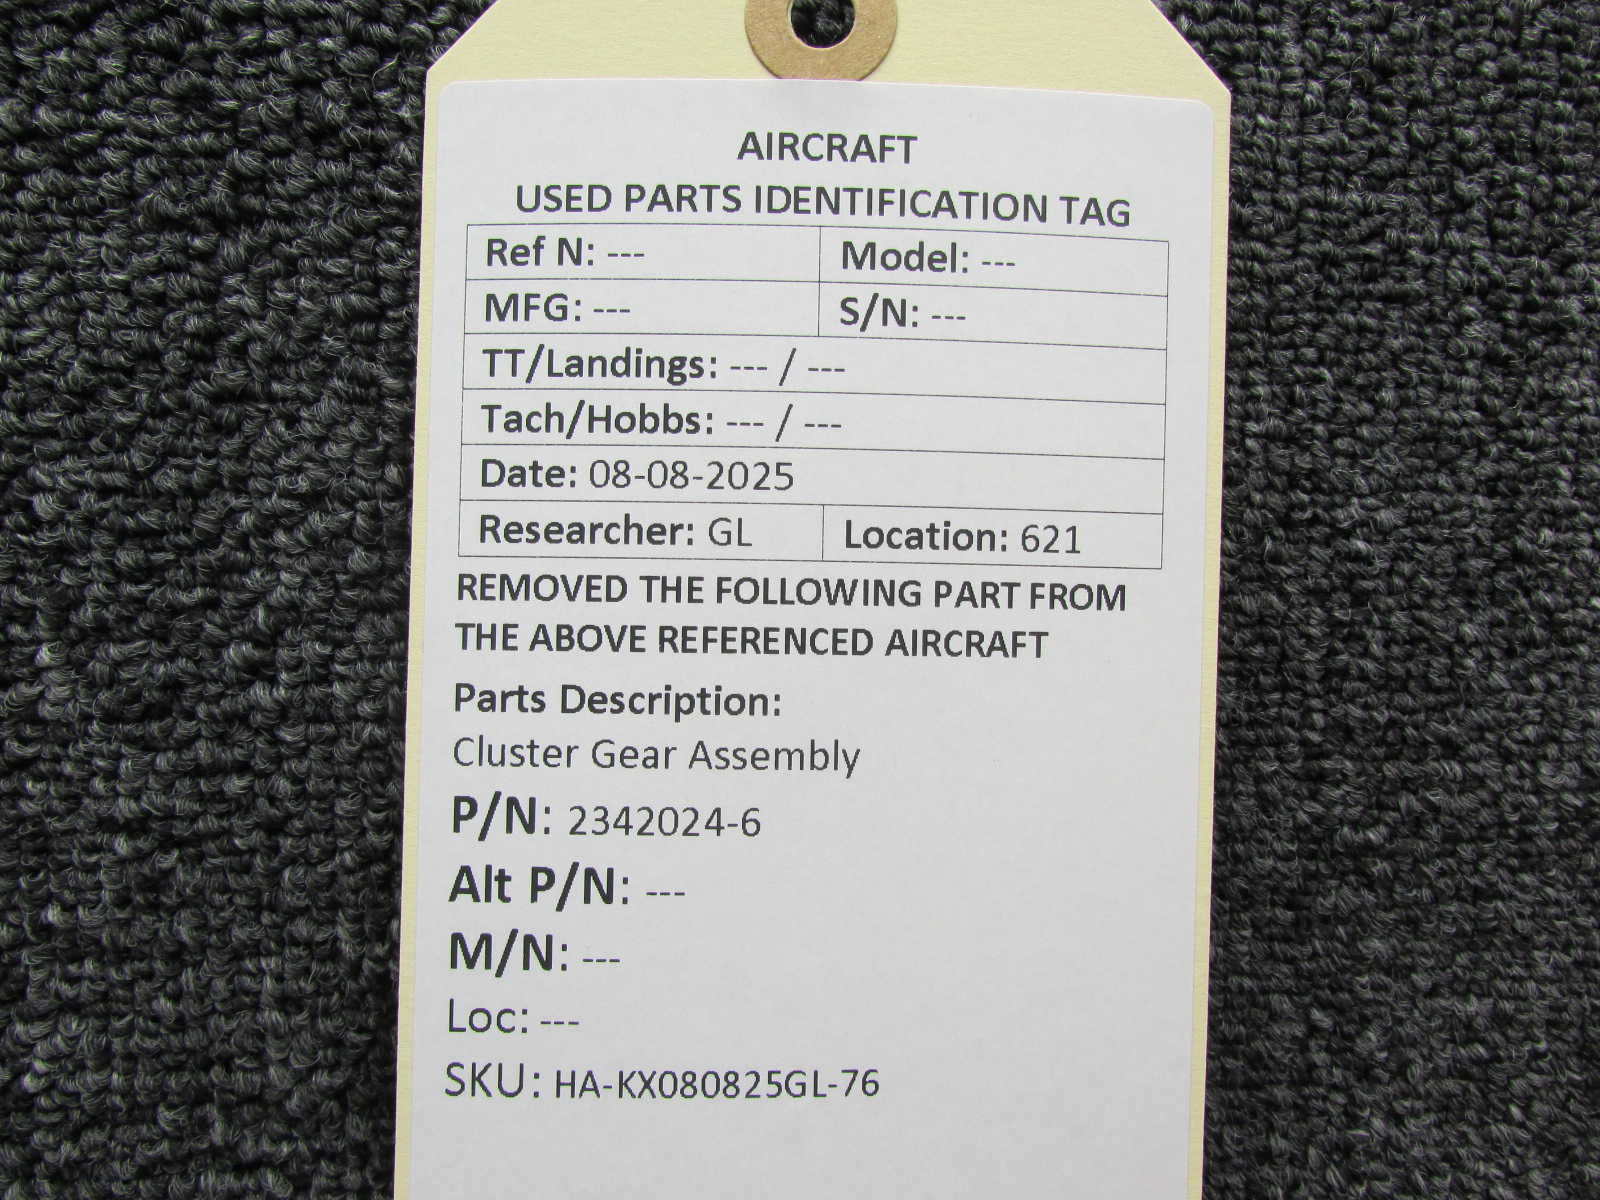 AIRCRAFT
USED PARTS IDENTIFICATION TAG
Ref N: --- Model: ---
MFG: --- S/N: ---
TT/Landings: --- / ---
Tach/Hobbs: --- / ---
Date: 08-08-2025
Researcher: GL Location: 621
REMOVED THE FOLLOWING PART FROM
THE ABOVE REFERENCED AIRCRAFT
Parts Description:
Cluster Gear Assembly
P/N: 2342024-6
Alt P/N: ---
M/N: ---
Loc: ---
SKU: HA-KX080825GL-76